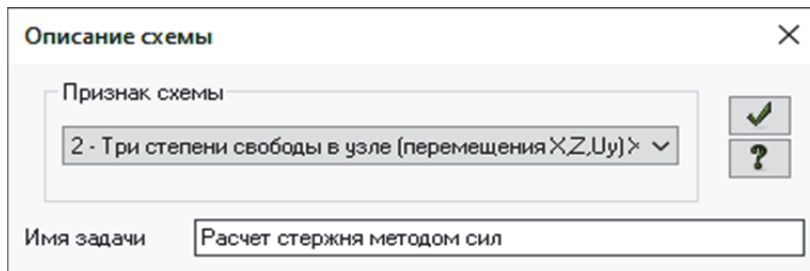 Описание схемы
Признак схемы
2 - Три степени свободы в узле (перемещения X,Z,Uy) X
Имя задачи
Расчет стержня методом сил